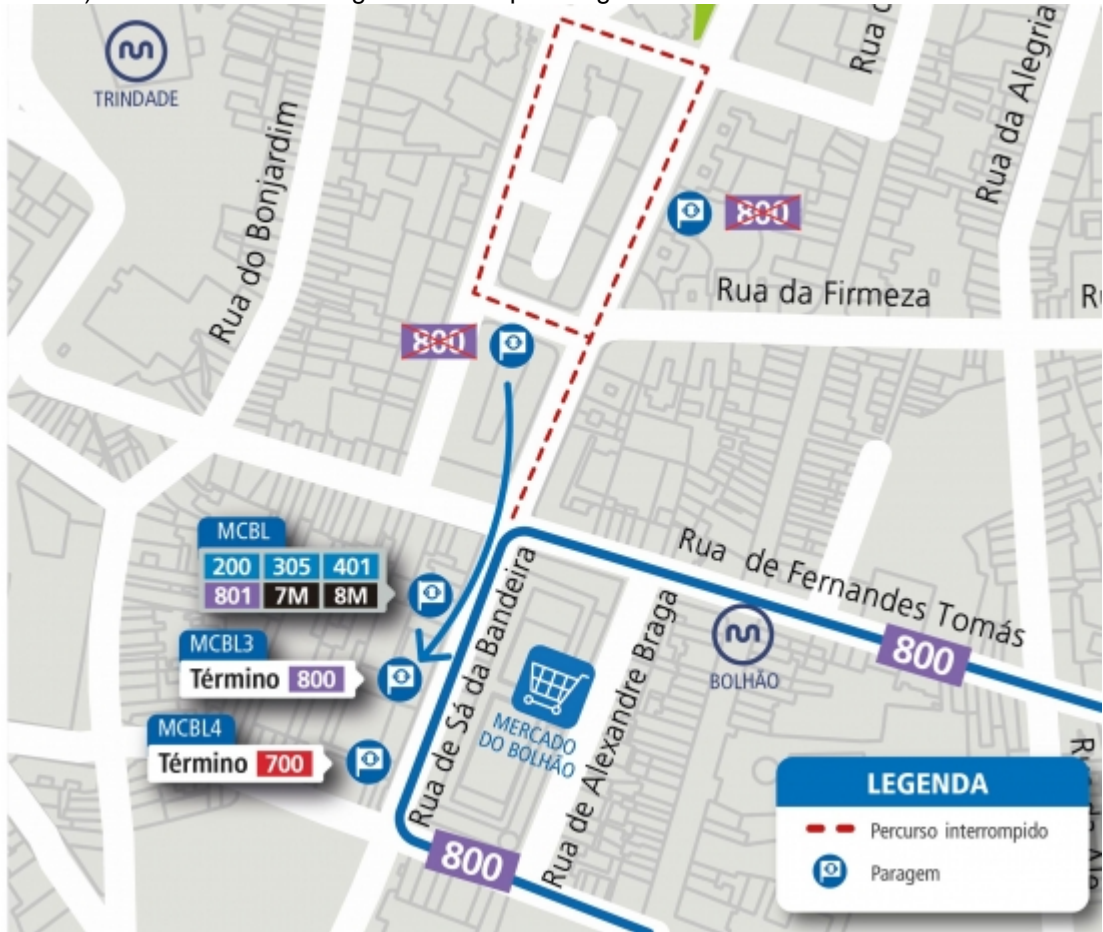 TRINDADE
Rua do Bonjardim
Rua da Alegria
800
Rua da Firmeza
800
MCBL
200 305 401
801 7M 8M
MCBL3
Término 800
MCBL4
Término 700
Rua de Sá da Bandeira
Rua de Fernandes Tomás
800
BOLHÃO
MERCADO
DO BOLHÃO
Rua de Alexandre Braga
800
LEGENDA
Percurso interrompido
Paragem